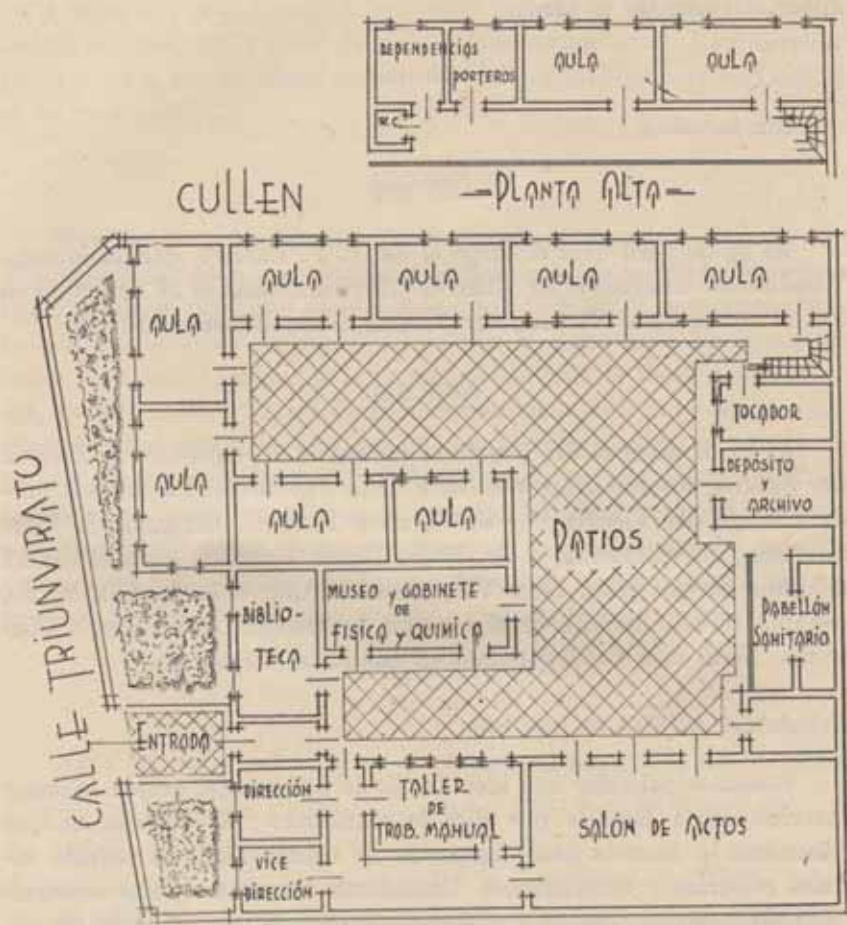 DEPENDENCIAS
PORTEROS
AULA
AULA
W.C.
CULLEN
—PLANTA ALTA—
AULA
AULA
AULA
AULA
AULA
TOCADOR
DEPÓSITO
Y
ARCHIVO
AULA
AULA
AULA
PATIOS
CALLE TRIUNVIRATO
BIBLIO-
TECA
MUSEO y GABINETE
DE
FISICA y QUIMICA
PABELLÓN
SANITARIO
ENTRADA
DIRECCIÓN
TALLER
DE
TRAB. MANUAL
SALÓN DE ACTOS
VICE
DIRECCIÓN